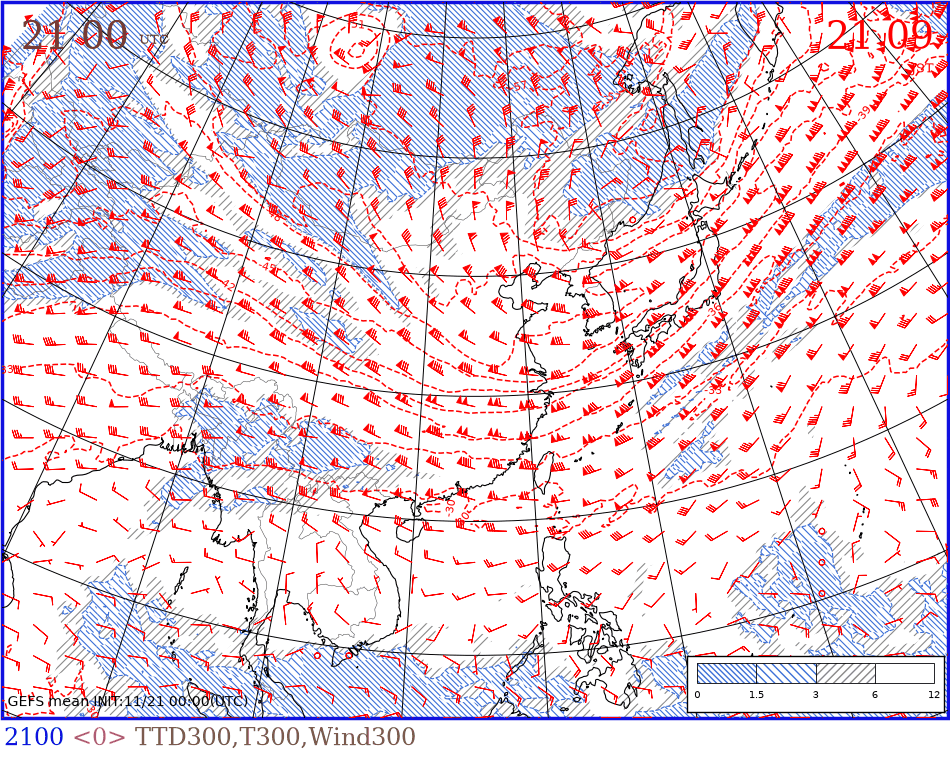 21 00 UTC
21.09
GEFS mean INIT:11/21 00:00(UTC)
0 1.5 3 6 12
2100 <0> TTD300,T300,Wind300